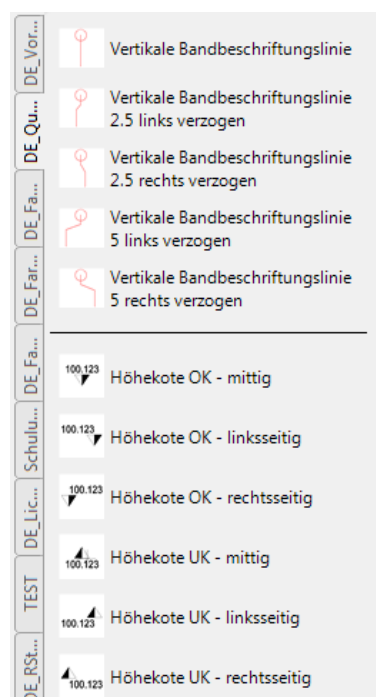 DE_Vor...
DE_Qu...
DE_Fa...
DE_Far...
DE_Fa...
Schulu...
DE_Lic...
TEST
DE_RSt...
Vertikale Bandbeschriftungslinie
Vertikale Bandbeschriftungslinie
2.5 links verzogen
Vertikale Bandbeschriftungslinie
2.5 rechts verzogen
Vertikale Bandbeschriftungslinie
5 links verzogen
Vertikale Bandbeschriftungslinie
5 rechts verzogen
100.123
Höhekote OK - mittig
100.123
Höhekote OK - linksseitig
100.123
Höhekote OK - rechtsseitig
100.123
Höhekote UK - mittig
100.123
Höhekote UK - linksseitig
100.123
Höhekote UK - rechtsseitig